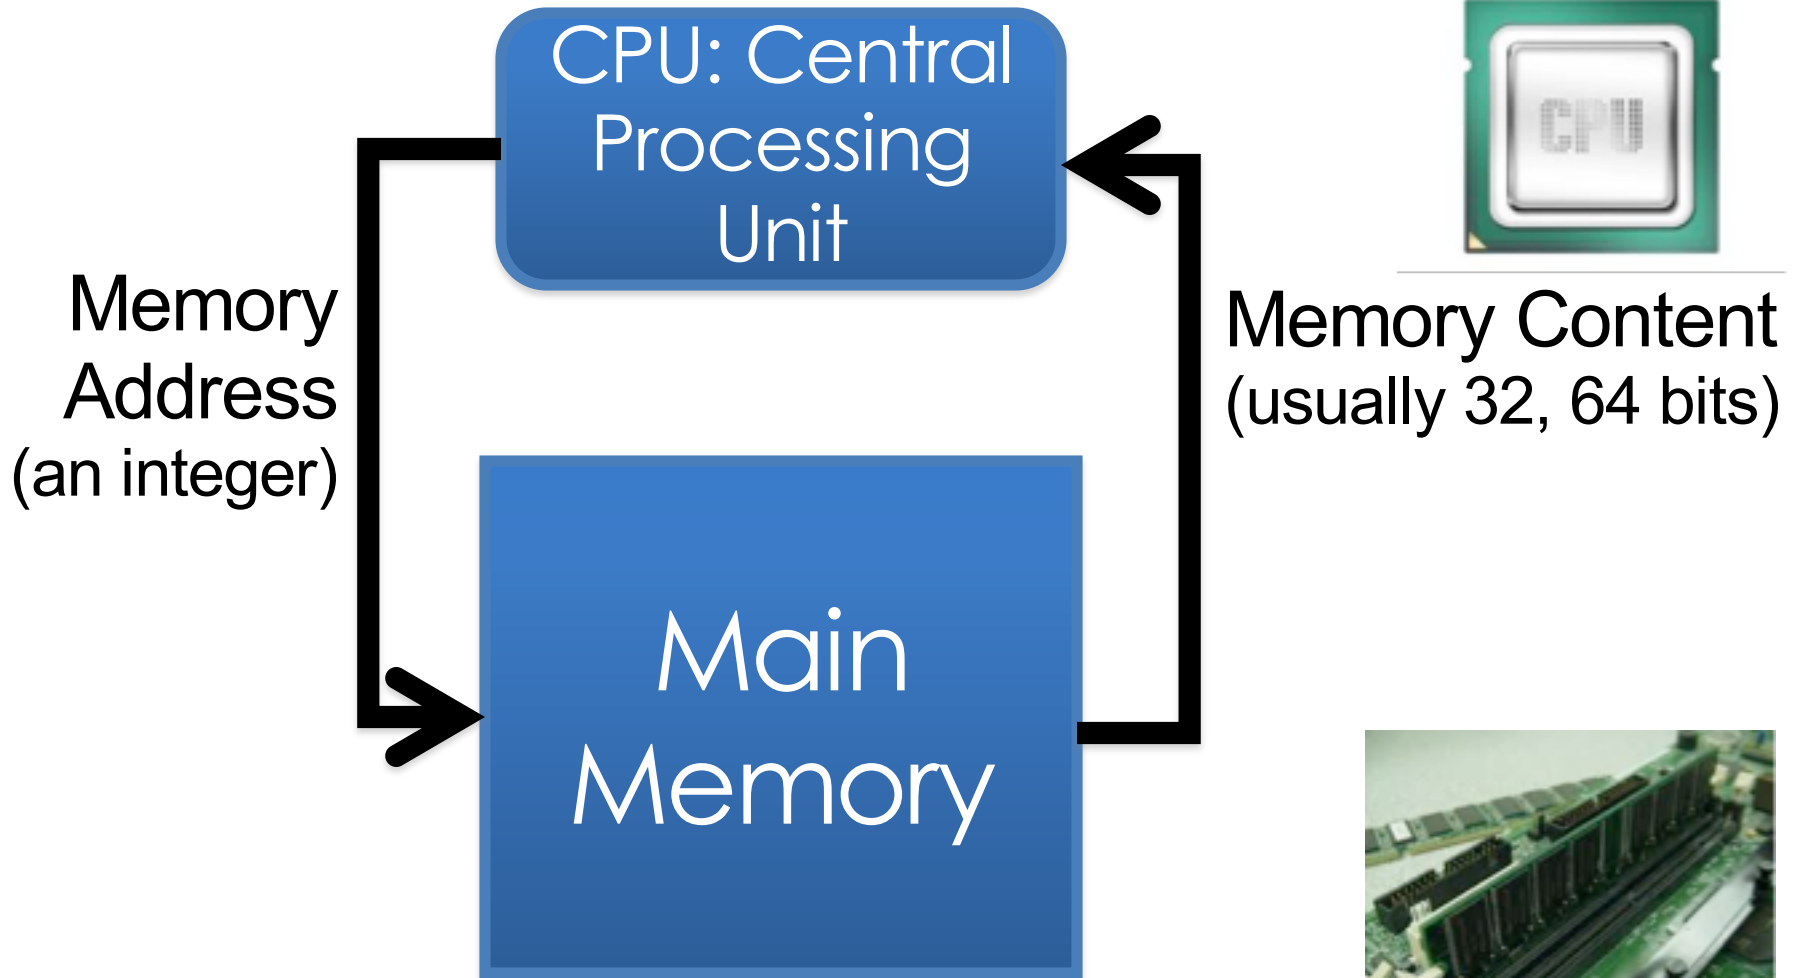 CPU: Central
Processing
Unit
CPU
Memory
Address
(an integer)
Memory Content
(usually 32, 64 bits)
Main
Memory